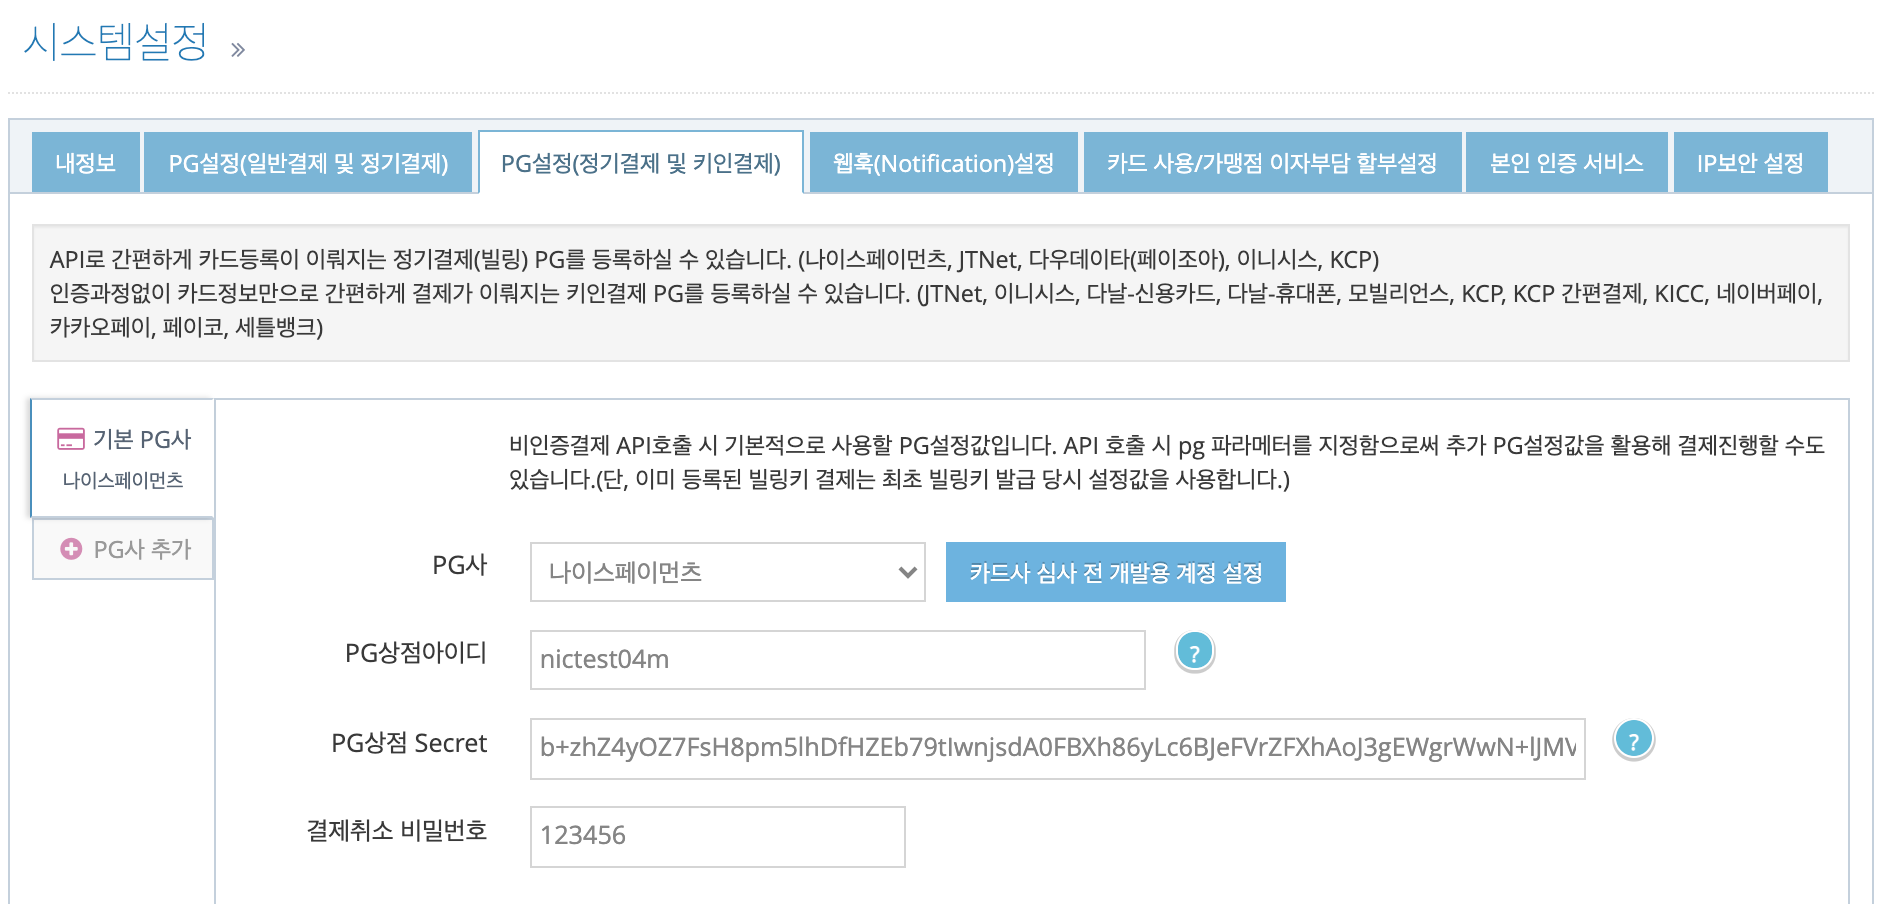 시스템설정 »
내정보
PG설정(일반결제 및 정기결제)
PG설정(정기결제 및 키인결제)
웹훅(Notification)설정
카드 사용/가맹점 이자부담 할부설정
본인 인증 서비스
IP보안 설정
API로 간편하게 카드등록이 이뤄지는 정기결제(빌링) PG를 등록하실 수 있습니다. (나이스페이먼츠, JTNet, 다우데이타(페이조아), 이니시스, KCP)
인증과정없이 카드정보만으로 간편하게 결제가 이뤄지는 키인결제 PG를 등록하실 수 있습니다. (JTNet, 이니시스, 다날-신용카드, 다날-휴대폰, 모빌리언스, KCP, KCP 간편결제, KICC, 네이버페이,
카카오페이, 페이코, 세틀뱅크)
기본 PG사
나이스페이먼츠
PG사 추가
비인증결제 API호출 시 기본적으로 사용할 PG설정값입니다. API 호출 시 pg 파라메터를 지정함으로써 추가 PG설정값을 활용해 결제진행할 수도
있습니다.(단, 이미 등록된 빌링키 결제는 최초 빌링키 발급 당시 설정값을 사용합니다.)
PG사
나이스페이먼츠
카드사 심사 전 개발용 계정 설정
PG상점아이디
nictest04m
?
PG상점 Secret
b+zhZ4yOZ7FsH8pm5lhDfHZEb79tIwnjsdA0FBXh86yLc6BJeFVrZFXhAoJ3gEWgrWwN+lJMV
?
결제취소 비밀번호
123456